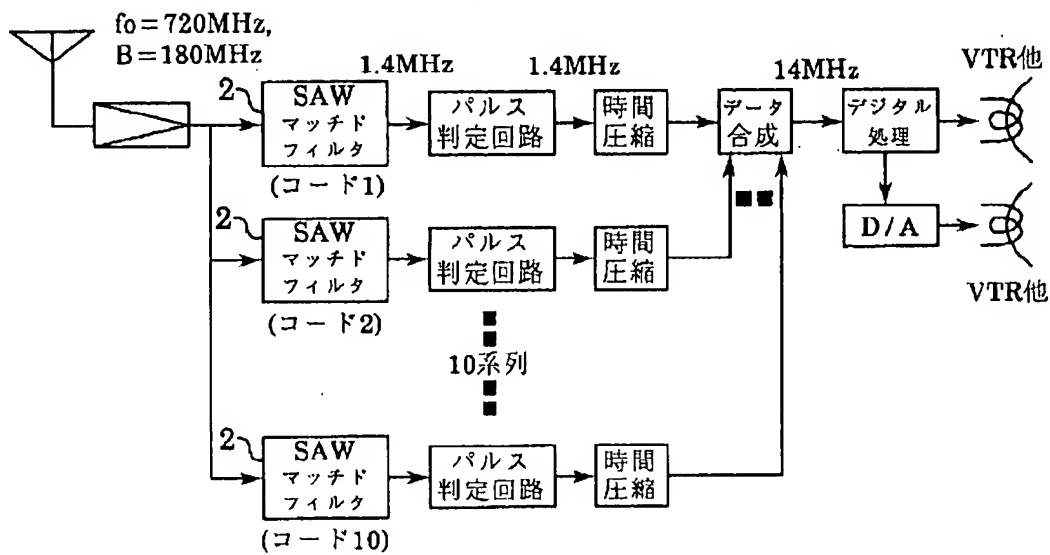 fo=720MHz,
B=180MHz
1.4MHz
1.4MHz
14MHz
VTR他
2
SAW
マッチド
フィルタ
(コード1)
パルス
判定回路
時間
圧縮
データ
合成
デジタル
処理
D/A
VTR他
2
SAW
マッチド
フィルタ
(コード2)
パルス
判定回路
時間
圧縮
10系列
2
SAW
マッチド
フィルタ
(コード10)
パルス
判定回路
時間
圧縮